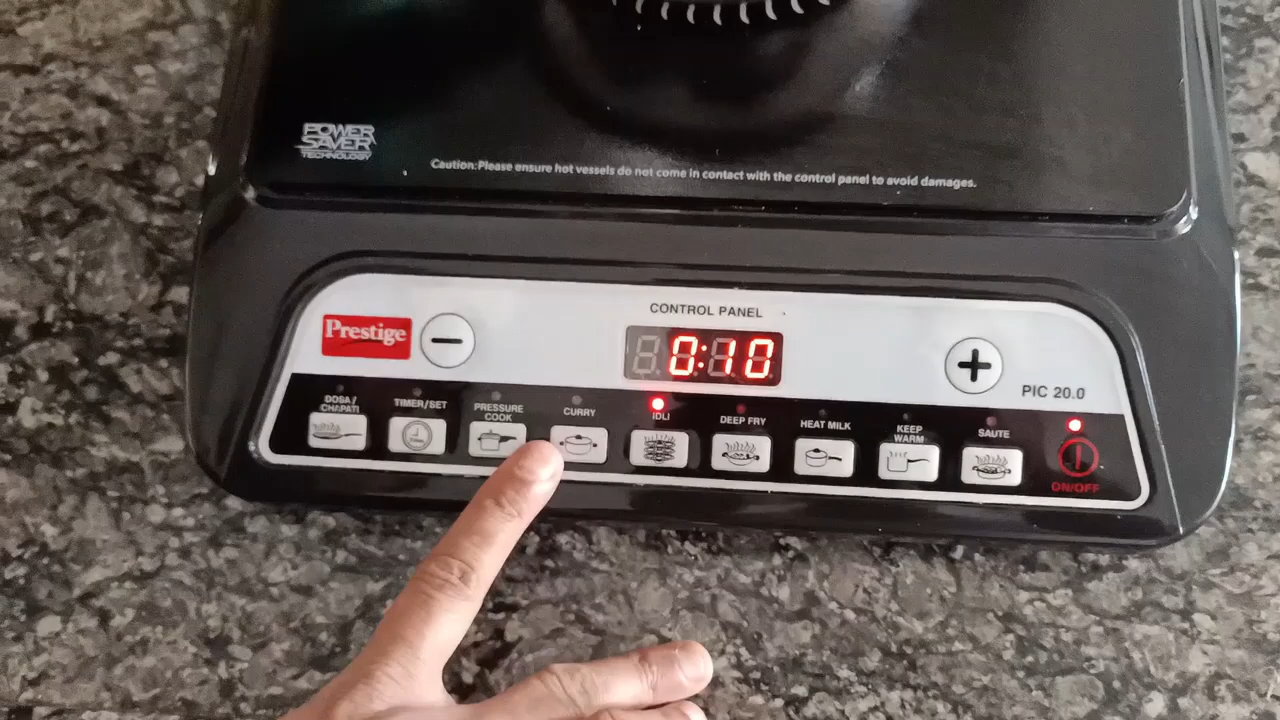 POWER
SAVER
TECHNOLOGY
Caution:Please ensure hot vessels do not come in contact with the control panel to avoid damages.
CONTROL PANEL
Prestige
−
0:10
+
PIC 20.0
DOSA/
CHAPATI
TIMER/SET
PRESSURE
COOK
CURRY
IDLI
DEEP FRY
HEAT MILK
KEEP
WARM
SAUTE
ON/OFF